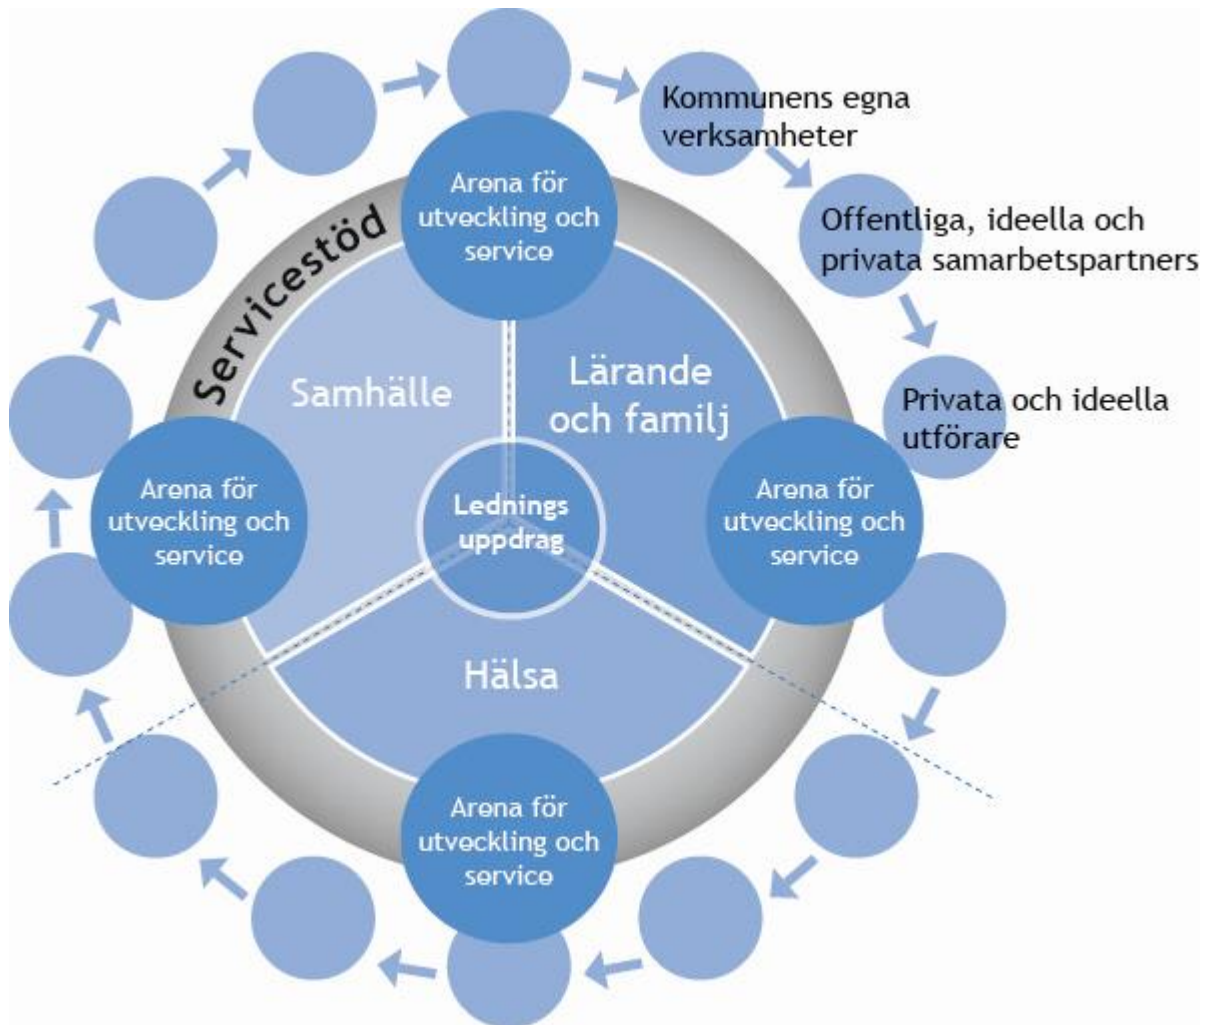 Kommunens egna
verksamheter
Arena för
utveckling och
service
Offentliga, ideella och
privata samarbetspartners
Servicestöd
Samhälle
Lärande
och familj
Privata och ideella
utförare
Arena för
utveckling och
service
Lednings
uppdrag
Arena för
utveckling och
service
Hälsa
Arena för
utveckling och
service